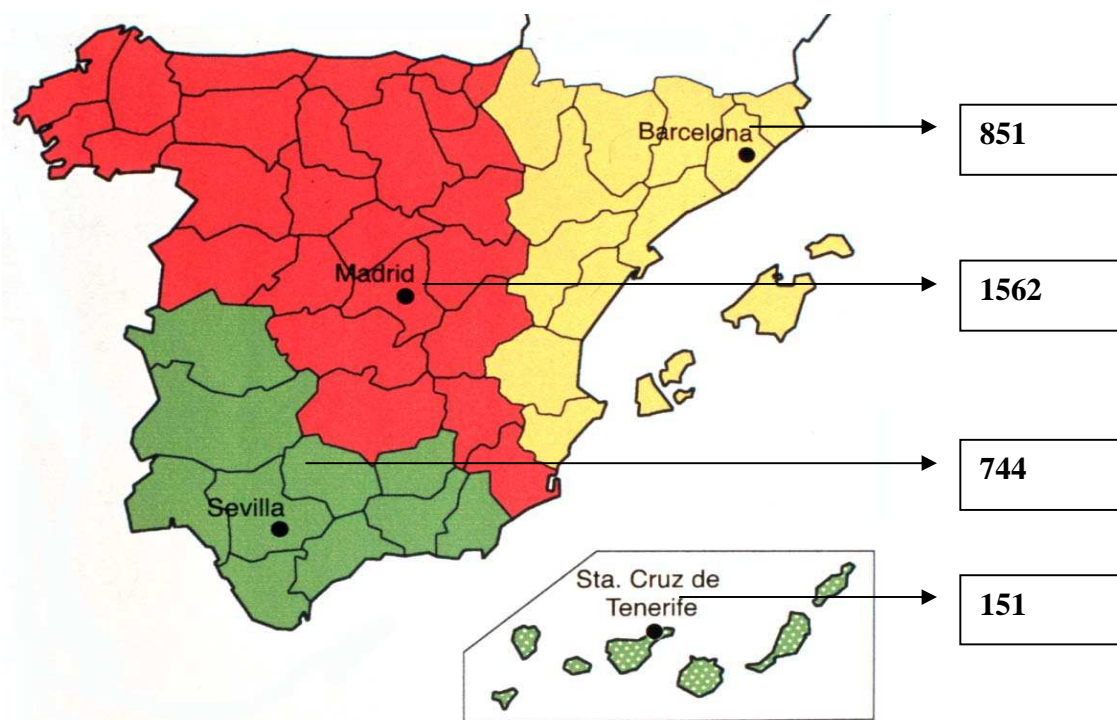 Barcelona
851
Madrid
1562
744
Sevilla
Sta. Cruz de
Tenerife
151